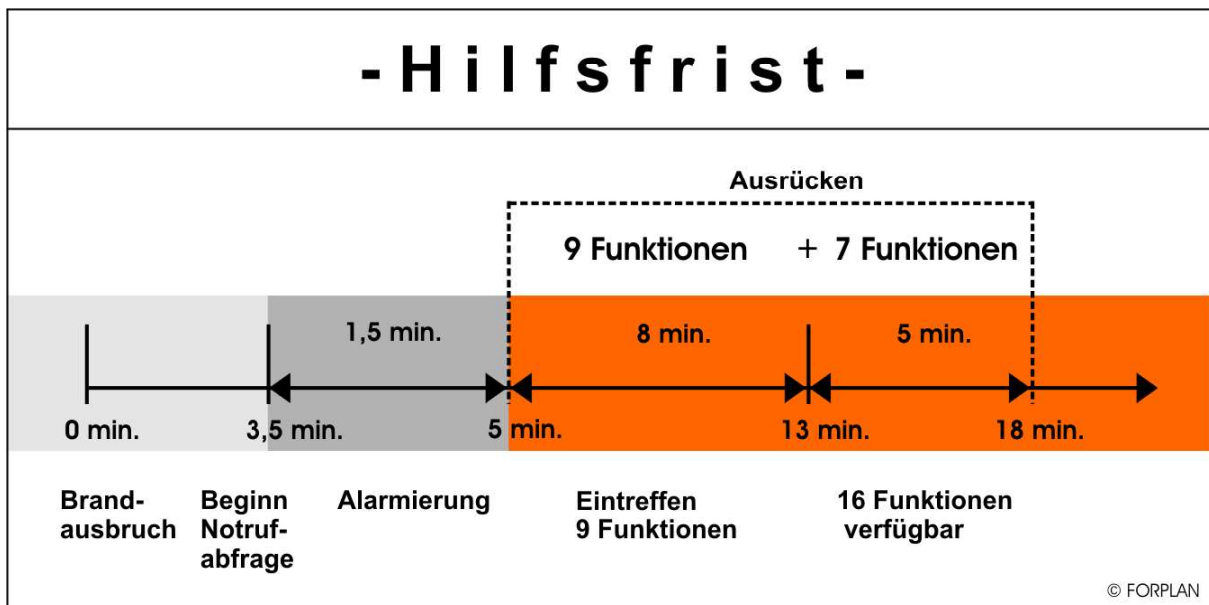 - H i l f s f r i s t -
Ausrücken
9 Funktionen + 7 Funktionen
1,5 min. 8 min. 5 min.
0 min. 3,5 min. 5 min. 13 min. 18 min.
Brand-
ausbruch
Beginn
Notruf-
abfrage
Alarmierung
Eintreffen
9 Funktionen
16 Funktionen
verfügbar
© FORPLAN